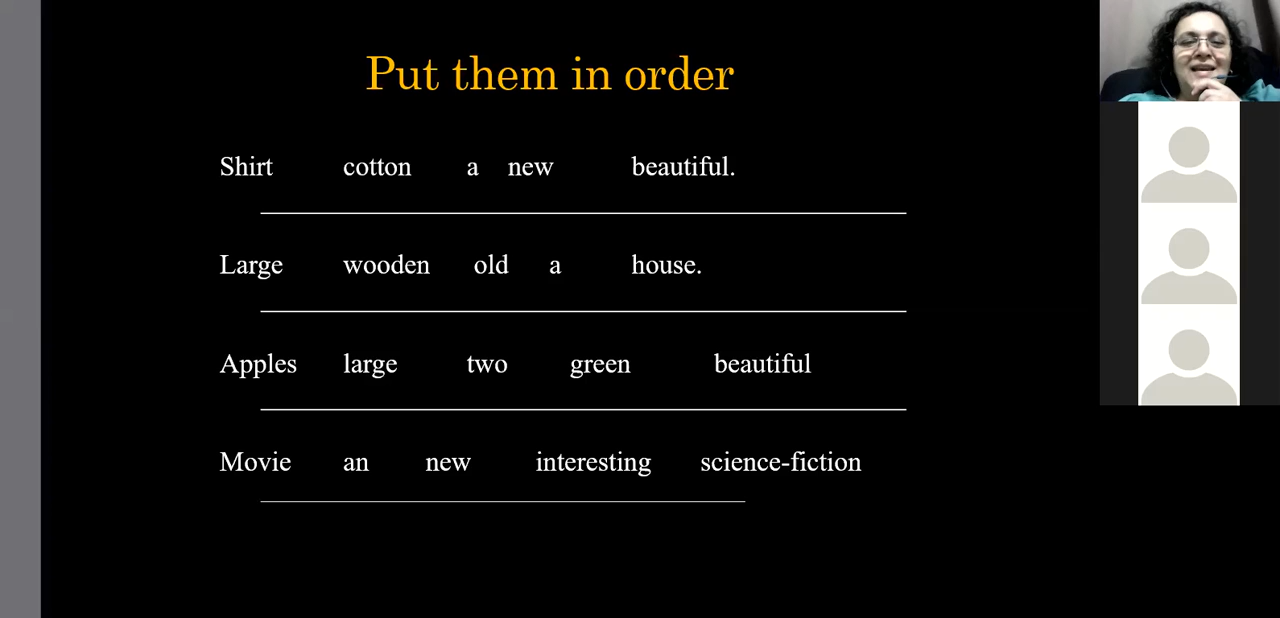 Put them in order
Shirt cotton a new beautiful.
Large wooden old a house.
Apples large two green beautiful
Movie an new interesting science-fiction